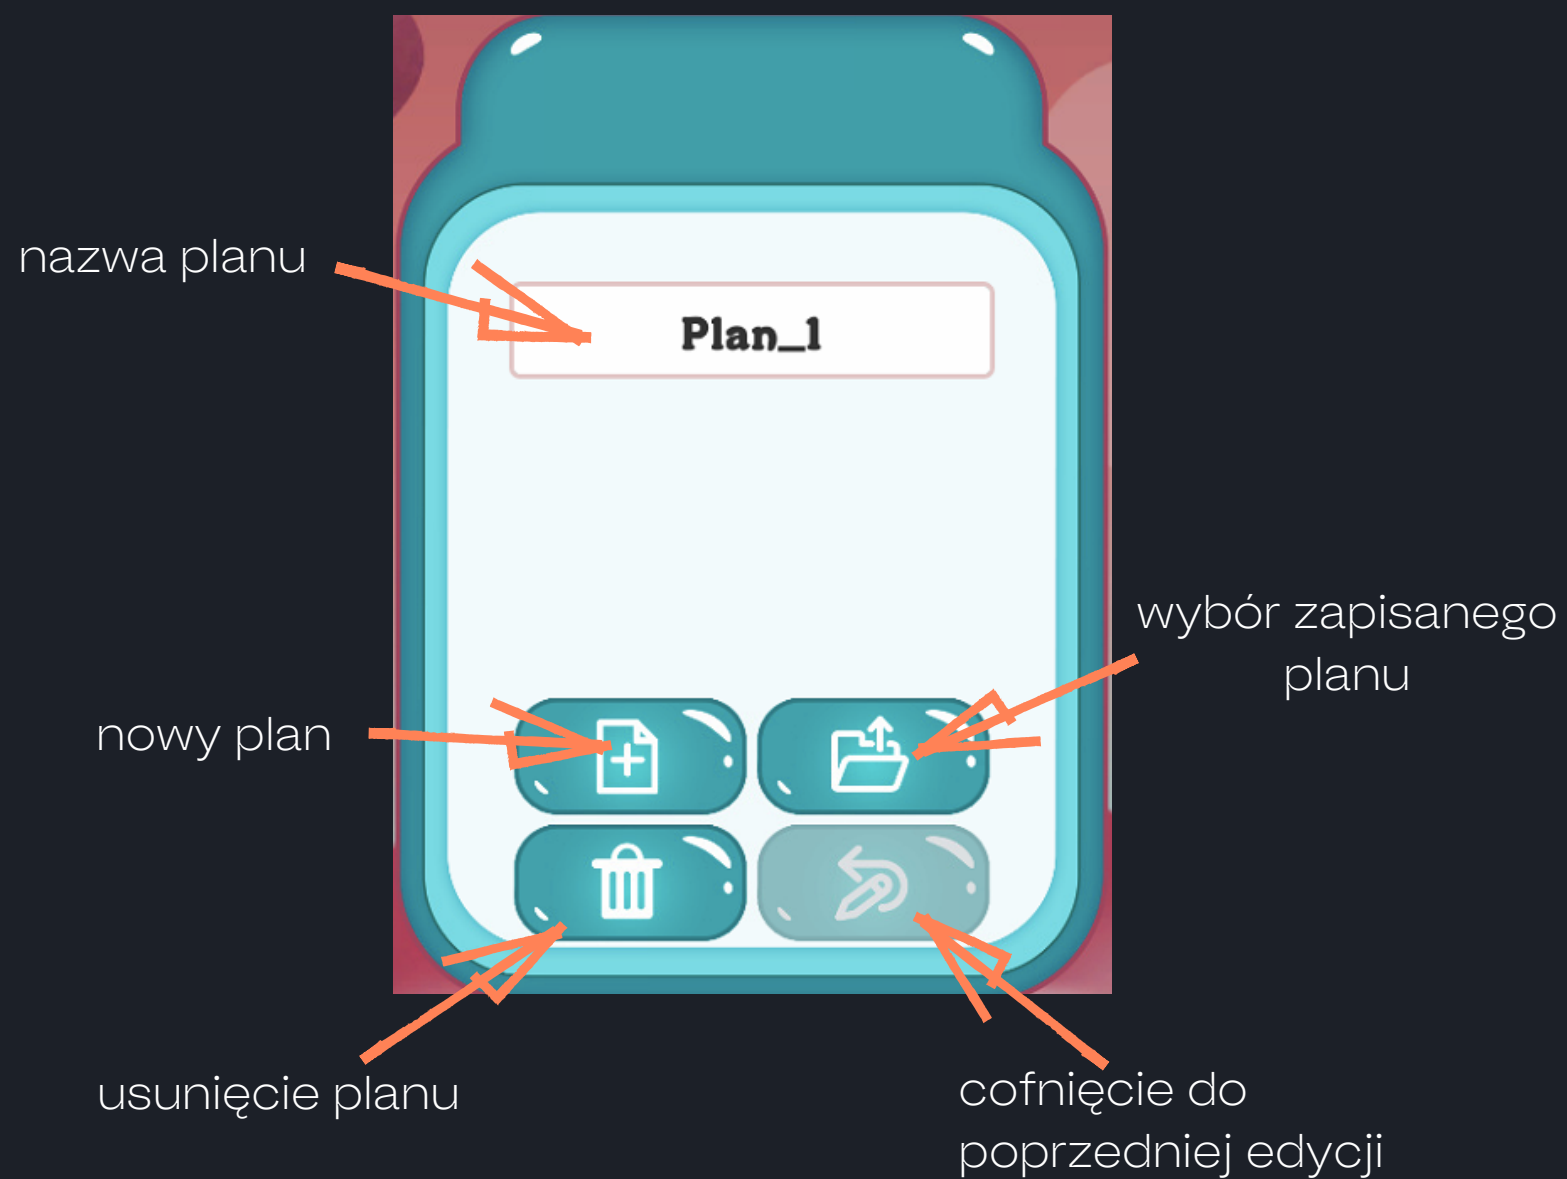 nazwa planu
Plan_1
wybór zapisanego
planu
nowy plan
usunięcie planu
cofnięcie do
poprzedniej edycji